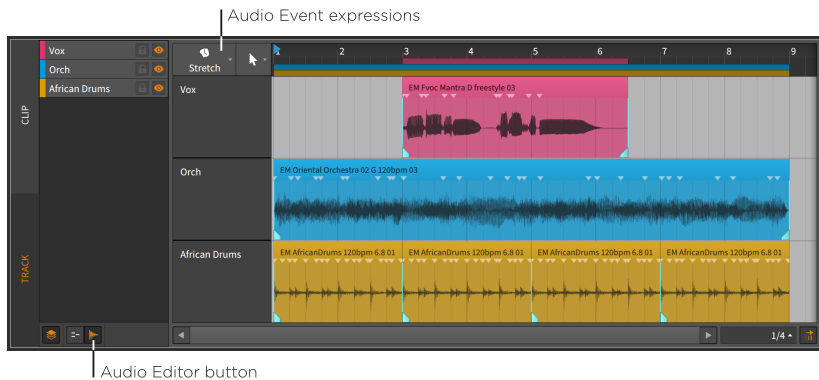 Audio Event expressions
Vox
Orch
African Drums
CLIP
TRACK
Stretch
1 2 3 4 5 6 7 8 9
Vox
EM Fvoc Mantra D freestyle 03
Orch
EM Oriental Orchestra 02 G 120bpm 03
African Drums
EM AfricanDrums 120bpm 6.8 01 EM AfricanDrums 120bpm 6.8 01 EM AfricanDrums 120bpm 6.8 01 EM AfricanDrums 120bpm 6.8 01
1/4
Audio Editor button